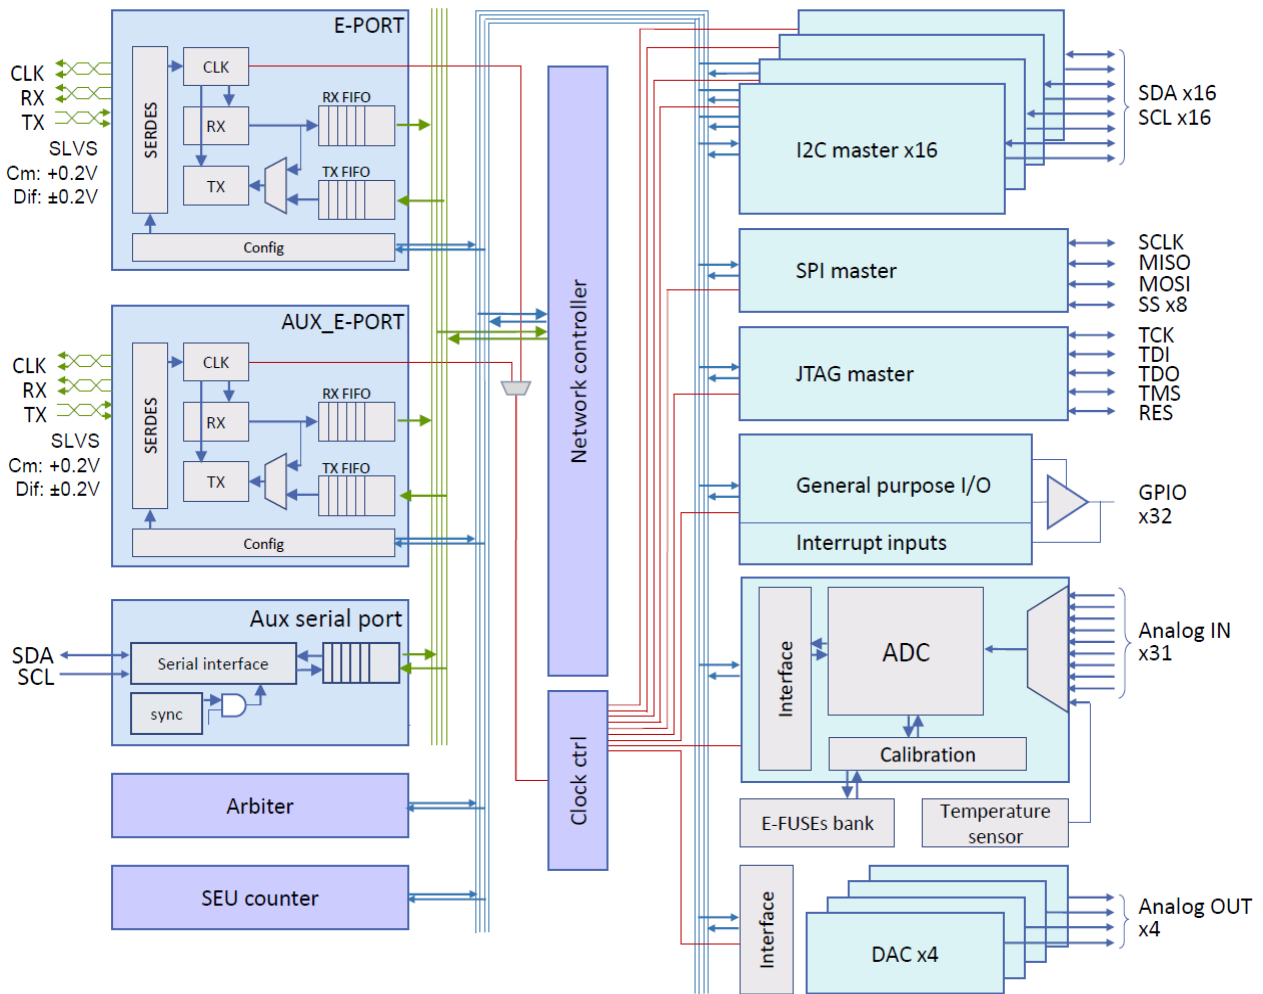 E-PORT
CLK
RX
TX
SLVS
Cm: +0.2V
Dif: ±0.2V
SERDES
CLK
RX
TX
RX FIFO
TX FIFO
Config
AUX_E-PORT
CLK
RX
TX
SLVS
Cm: +0.2V
Dif: ±0.2V
SERDES
CLK
RX
TX
RX FIFO
TX FIFO
Config
Aux serial port
SDA
SCL
Serial interface
sync
Arbiter
SEU counter
Network controller
Clock ctrl
I2C master x16
SDA x16
SCL x16
SPI master
SCLK
MISO
MOSI
SS x8
JTAG master
TCK
TDI
TDO
TMS
RES
General purpose I/O
Interrupt inputs
GPIO
x32
Interface
ADC
Calibration
Analog IN
x31
E-FUSEs bank
Temperature
sensor
Interface
DAC x4
Analog OUT
x4